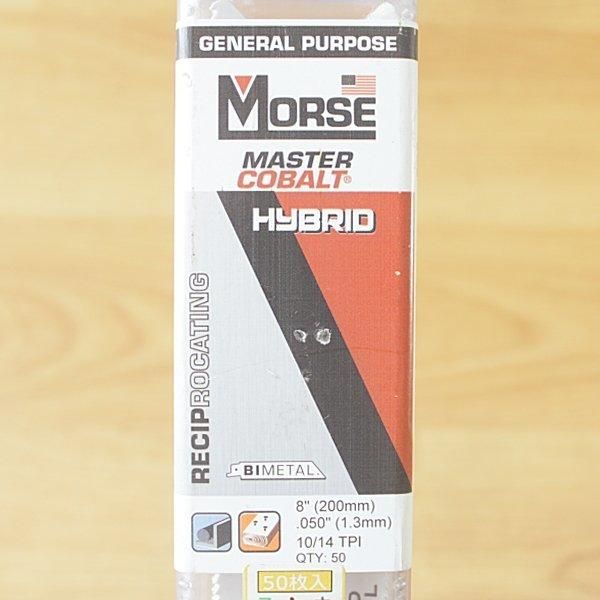 GENERAL PURPOSE
MORSE
MASTER
COBALT®
HYBRID
RECIPROCATING
BIMETAL
8" (200mm)
.050" (1.3mm)
10/14 TPI
QTY: 50
50枚入